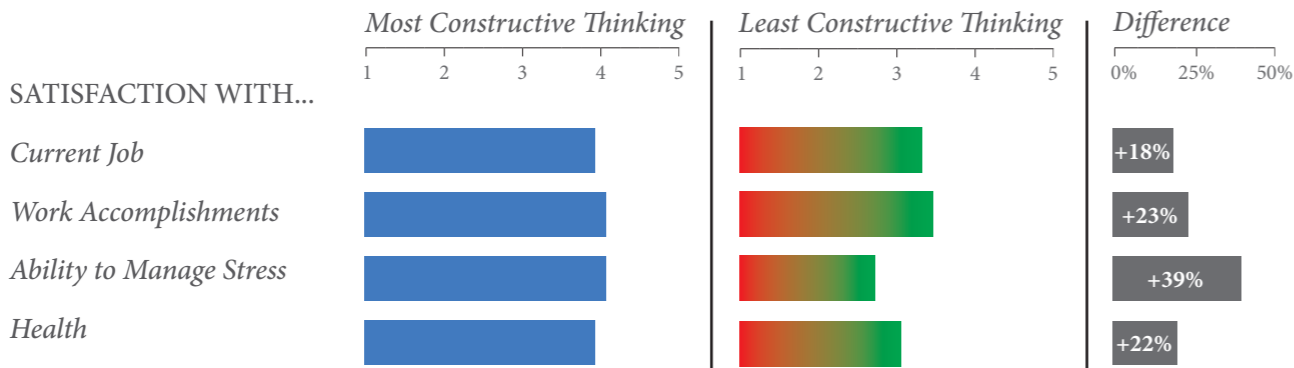 Most Constructive Thinking Least Constructive Thinking Difference
1 2 3 4 5 1 2 3 4 5 0% 25% 50%
SATISFACTION WITH...
Current Job +18%
Work Accomplishments +23%
Ability to Manage Stress +39%
Health +22%